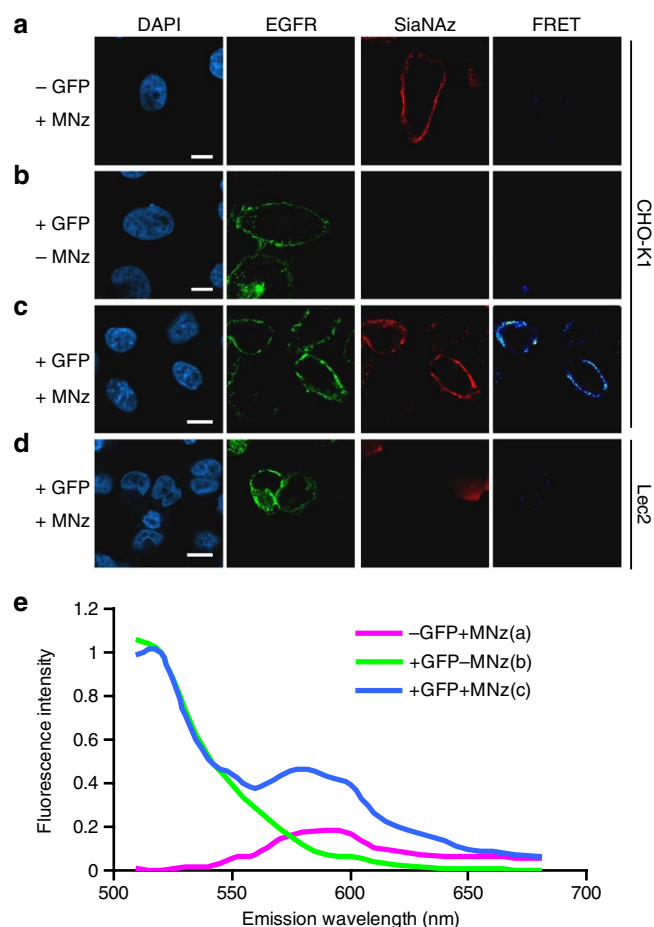 a
DAPI EGFR SiaNAz FRET
– GFP
+ MNz
b
+ GFP
– MNz
CHO-K1
c
+ GFP
+ MNz
d
+ GFP
+ MNz
Lec2
e
–GFP+MNz(a)
+GFP–MNz(b)
+GFP+MNz(c)
Fluorescence intensity
1.2
1
0.8
0.6
0.4
0.2
0
500 550 600 650 700
Emission wavelength (nm)